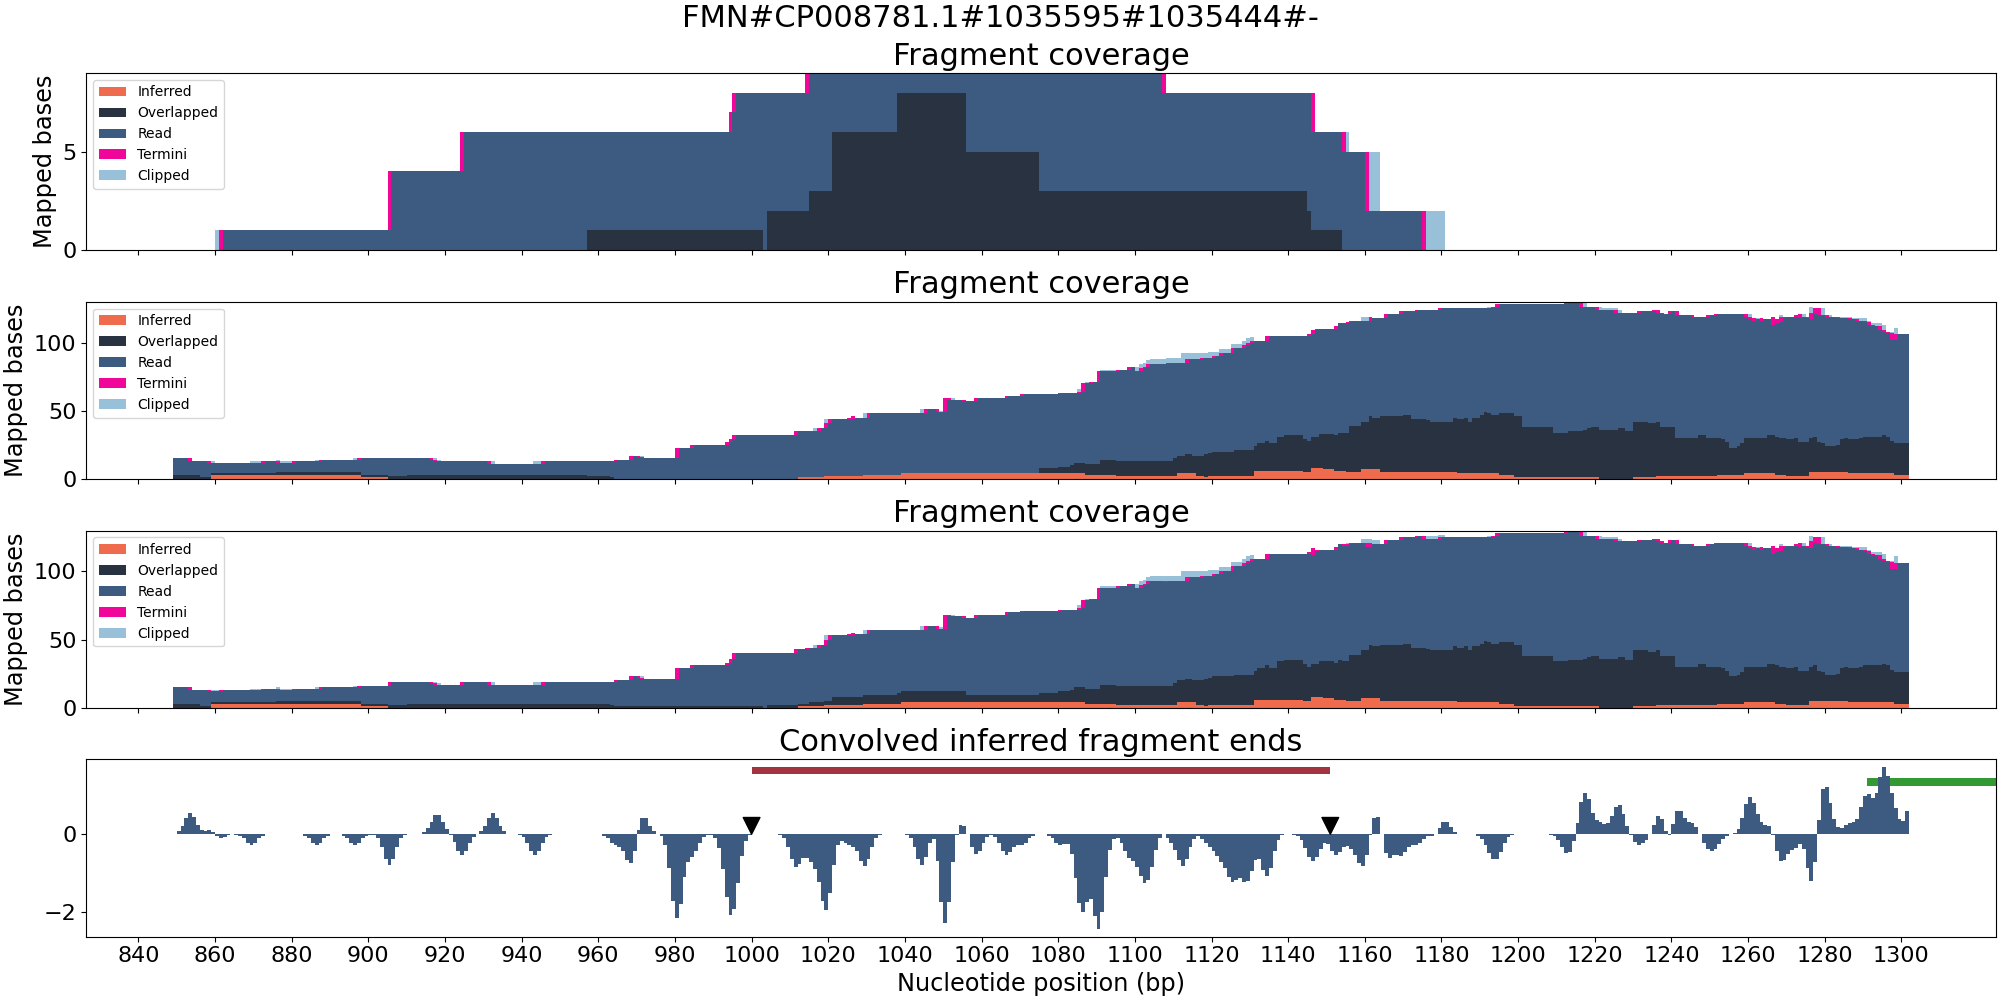 FMN#CP008781.1#1035595#1035444#-
Fragment coverage
Mapped bases
5
0
Inferred
Overlapped
Read
Termini
Clipped
Fragment coverage
Mapped bases
100
50
0
Inferred
Overlapped
Read
Termini
Clipped
Fragment coverage
Mapped bases
100
50
0
Inferred
Overlapped
Read
Termini
Clipped
Convolved inferred fragment ends
0
−2
840 860 880 900 920 940 960 980 1000 1020 1040 1060 1080 1100 1120 1140 1160 1180 1200 1220 1240 1260 1280 1300
Nucleotide position (bp)